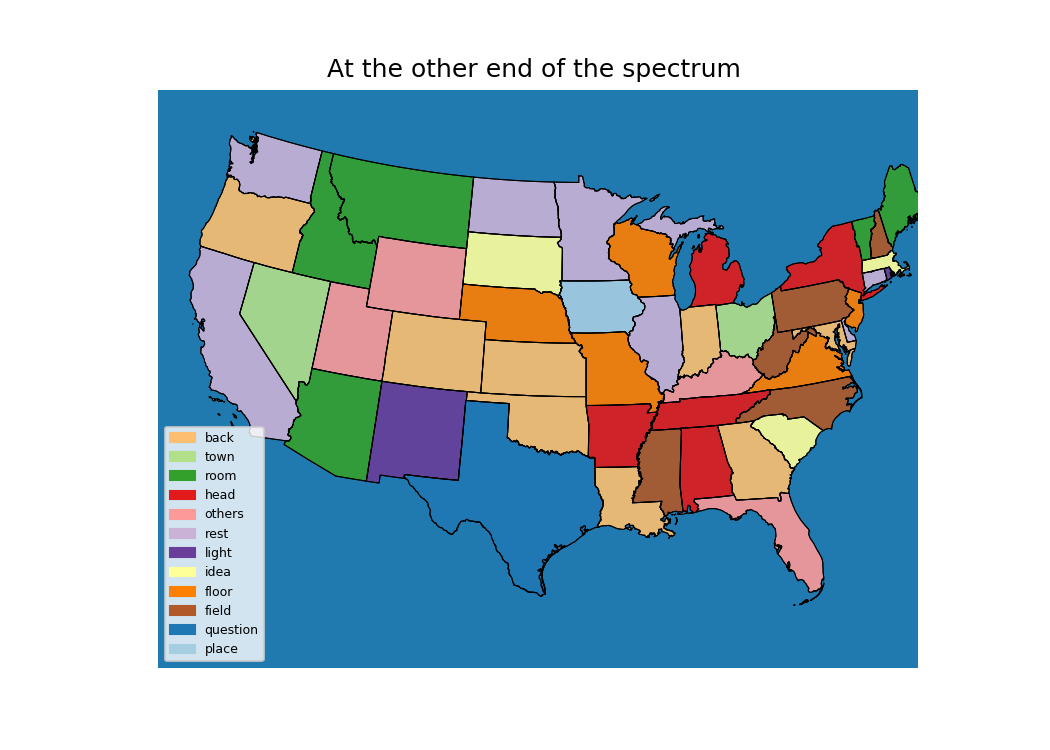 At the other end of the spectrum
back
town
room
head
others
rest
light
idea
floor
field
question
place